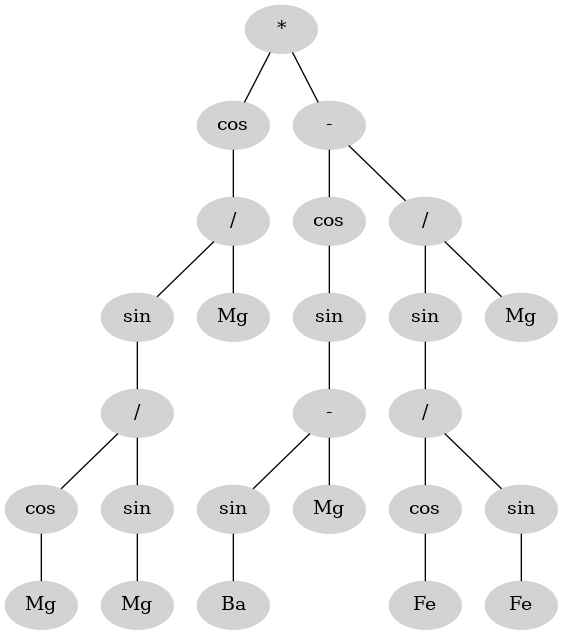 *
cos -
/ cos /
sin Mg sin sin Mg
/ - /
cos sin sin Mg cos sin
Mg Mg Ba Fe Fe